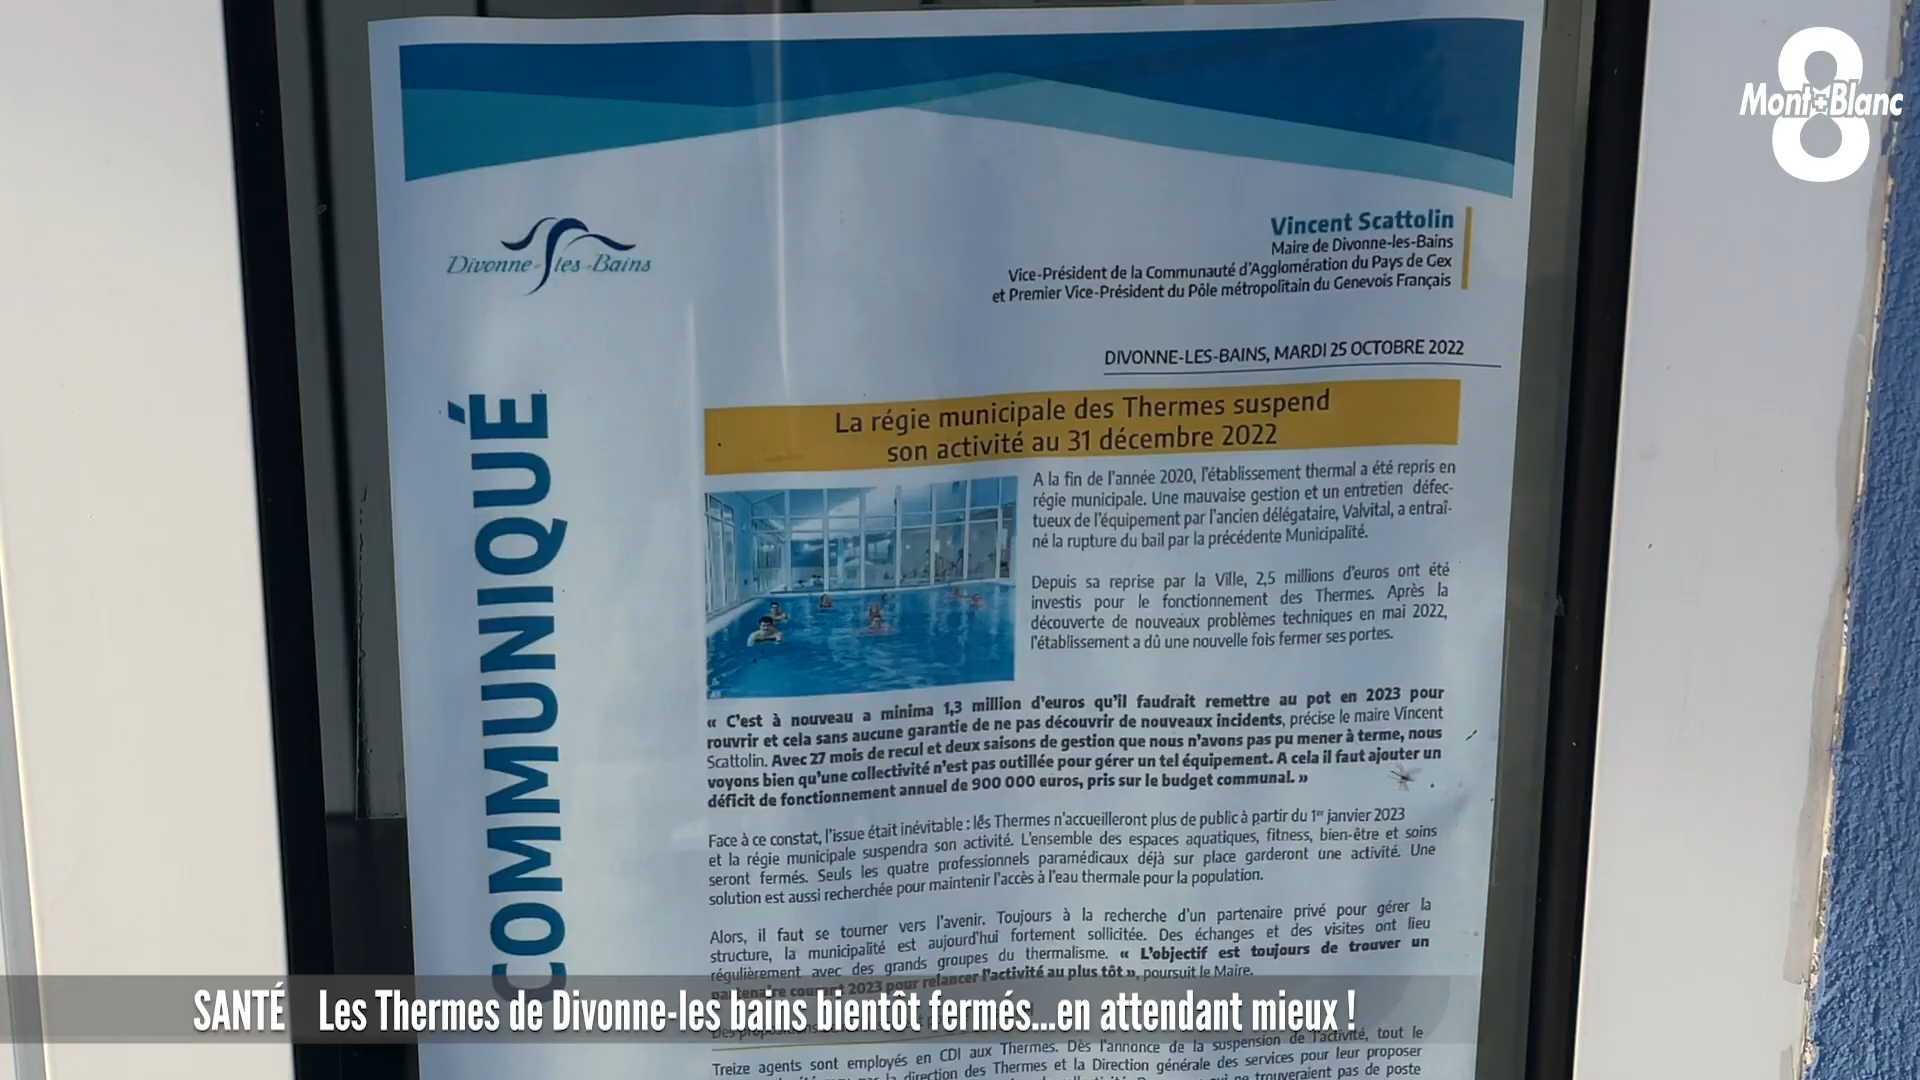 8
Mont-Blanc
Divonne-les-Bains
Vincent Scattolin
Maire de Divonne-les-Bains
Vice-Président de la Communauté d'Agglomération du Pays de Gex
et Premier Vice-Président du Pôle métropolitain du Genevois Français
DIVONNE-LES-BAINS, MARDI 25 OCTOBRE 2022
COMMUNIQUÉ
La régie municipale des Thermes suspend
son activité au 31 décembre 2022
A la fin de l'année 2020, l'établissement thermal a été repris en
régie municipale. Une mauvaise gestion et un entretien défec-
tueux de l'équipement par l'ancien délégataire, Valvital, a entraî-
né la rupture du bail par la précédente Municipalité.
Depuis sa reprise par la Ville, 2,5 millions d'euros ont été
investis pour le fonctionnement des Thermes. Après la
découverte de nouveaux problèmes techniques en mai 2022,
l'établissement a dû une nouvelle fois fermer ses portes.
« C'est à nouveau a minima 1,3 million d'euros qu'il faudrait remettre au pot en 2023 pour
rouvrir et cela sans aucune garantie de ne pas découvrir de nouveaux incidents, précise le maire Vincent
Scattolin. Avec 27 mois de recul et deux saisons de gestion que nous n'avons pas pu mener à terme, nous
voyons bien qu'une collectivité n'est pas outillée pour gérer un tel équipement. A cela il faut ajouter un
déficit de fonctionnement annuel de 900 000 euros, pris sur le budget communal. »
Face à ce constat, l'issue était inévitable : les Thermes n'accueilleront plus de public à partir du 1er janvier 2023
et la régie municipale suspendra son activité. L'ensemble des espaces aquatiques, fitness, bien-être et soins
seront fermés. Seuls les quatre professionnels paramédicaux déjà sur place garderont une activité. Une
solution est aussi recherchée pour maintenir l'accès à l'eau thermale pour la population.
Alors, il faut se tourner vers l'avenir. Toujours à la recherche d'un partenaire privé pour gérer la
structure, la municipalité est aujourd'hui fortement sollicitée. Des échanges et des visites ont lieu
régulièrement avec des grands groupes du thermalisme. « L'objectif est toujours de trouver un
partenaire courant 2023 pour relancer l'activité au plus tôt », poursuit le Maire.
SANTÉ Les Thermes de Divonne-les bains bientôt fermés...en attendant mieux !
Treize agents sont employés en CDI aux Thermes. Dès l'annonce de la suspension de l'activité, tout le
direction des Thermes et la Direction générale des services pour leur proposer
trouveraient pas de poste